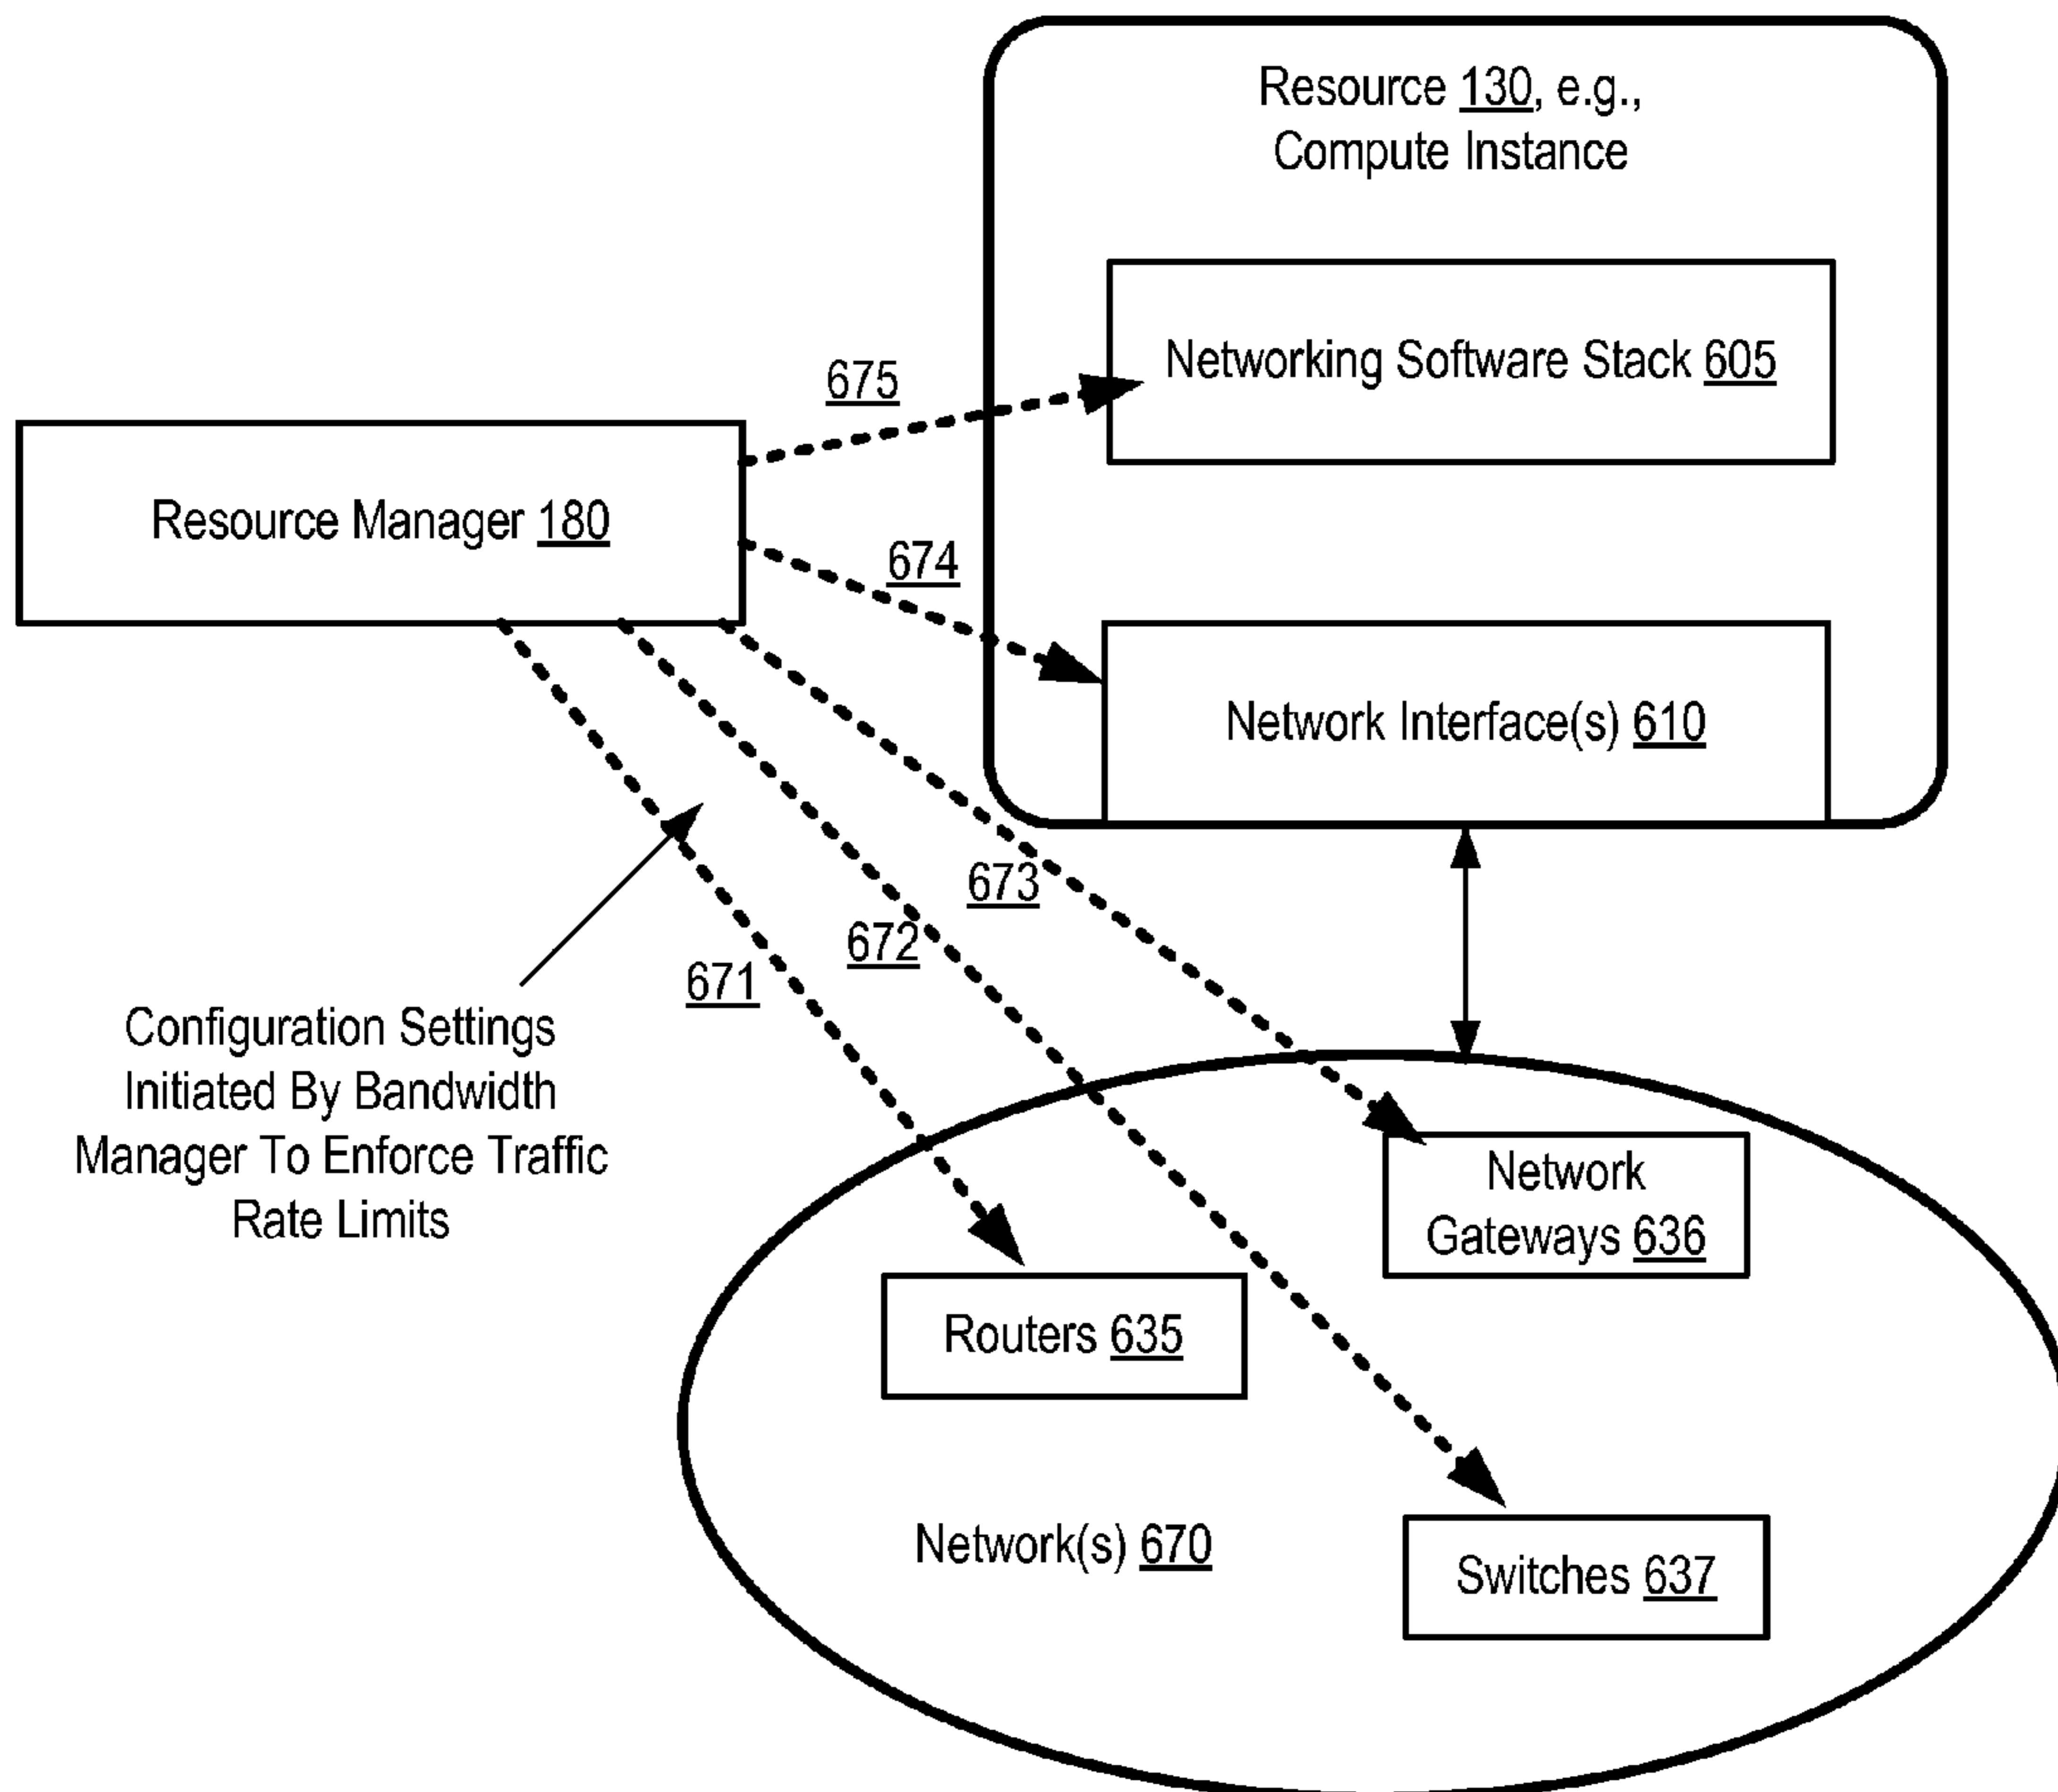 Resource 130, e.g.,
Compute Instance
Networking Software Stack 605
675
Resource Manager 180
674
Network Interface(s) 610
673
672
671
Configuration Settings
Initiated By Bandwidth
Manager To Enforce Traffic
Rate Limits
Network
Gateways 636
Routers 635
Network(s) 670
Switches 637